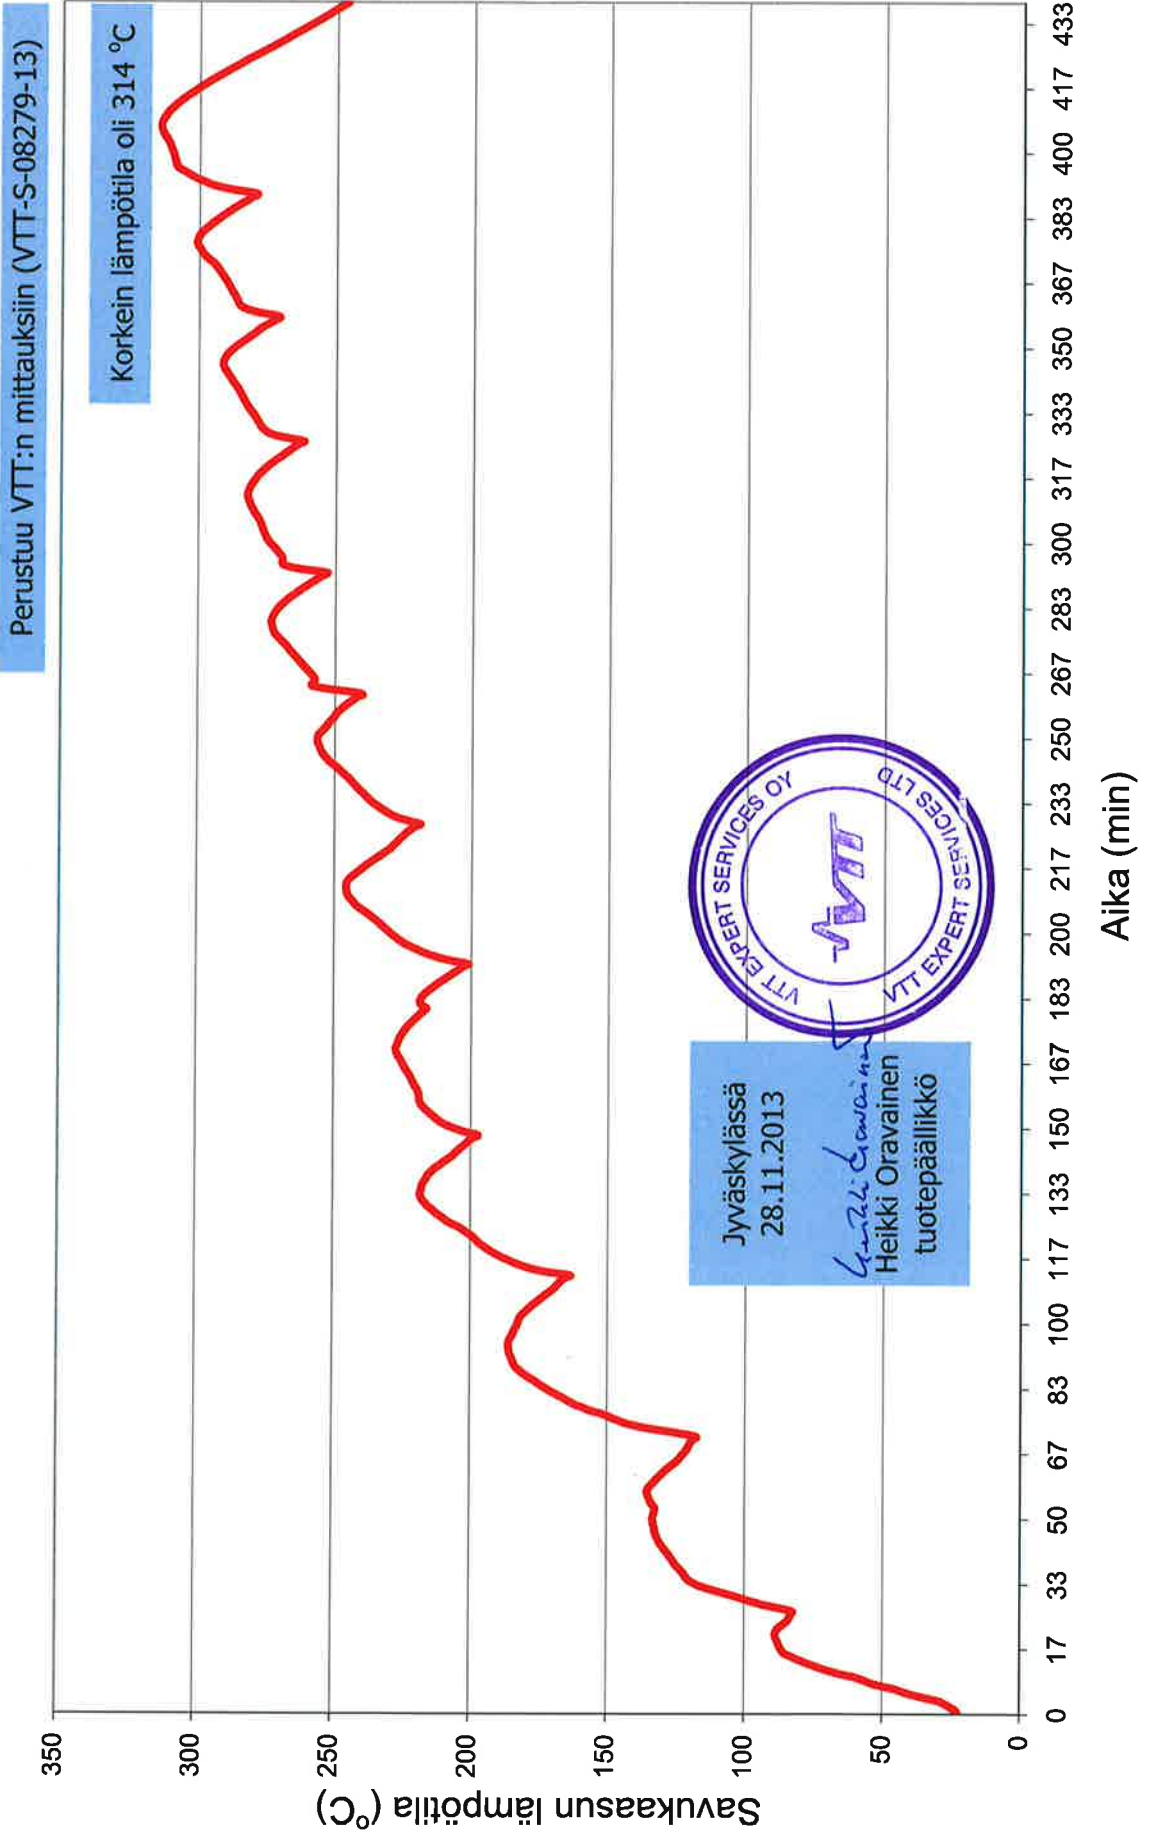 Perustuu VTT:n mittauksiin (VTT-S-08279-13)
Korkein lämpötila oli 314 °C
Savukaasun lämpötila (°C)
350
300
250
200
150
100
50
0
0 17 33 50 67 83 100 117 133 150 167 183 200 217 233 250 267 283 300 317 333 350 367 383 400 417 433
Aika (min)
Jyväskylässä
28.11.2013
Heikki Oravainen
Heikki Oravainen
tuotepäällikkö
VTT EXPERT SERVICES OY
VTT
VTT EXPERT SERVICES LTD